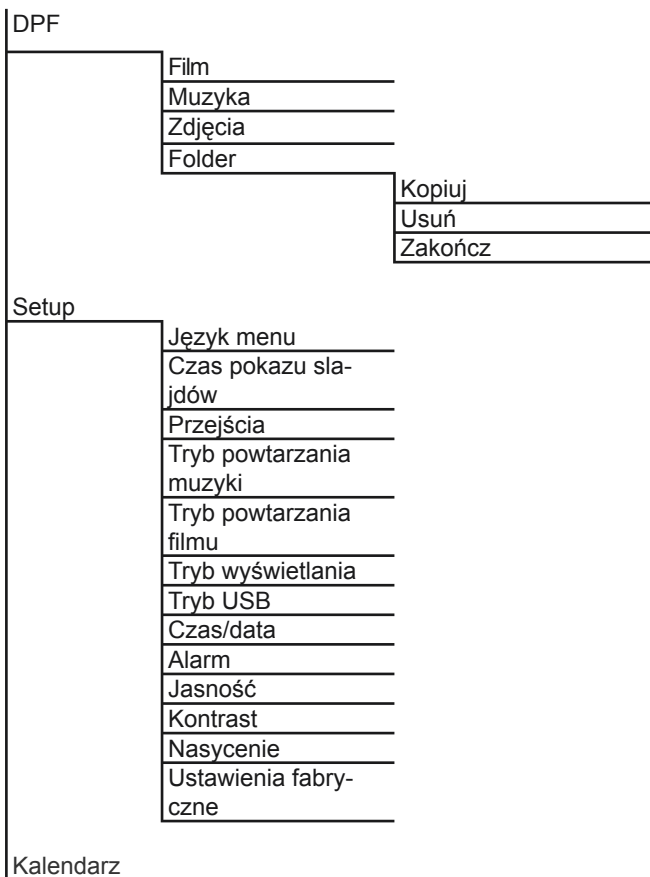 DPF
Film
Muzyka
Zdjęcia
Folder
Kopiuj
Usuń
Zakończ
Setup
Język menu
Czas pokazu sla-
jdów
Przejścia
Tryb powtarzania
muzyki
Tryb powtarzania
filmu
Tryb wyświetlania
Tryb USB
Czas/data
Alarm
Jasność
Kontrast
Nasycenie
Ustawienia fabry-
czne
Kalendarz